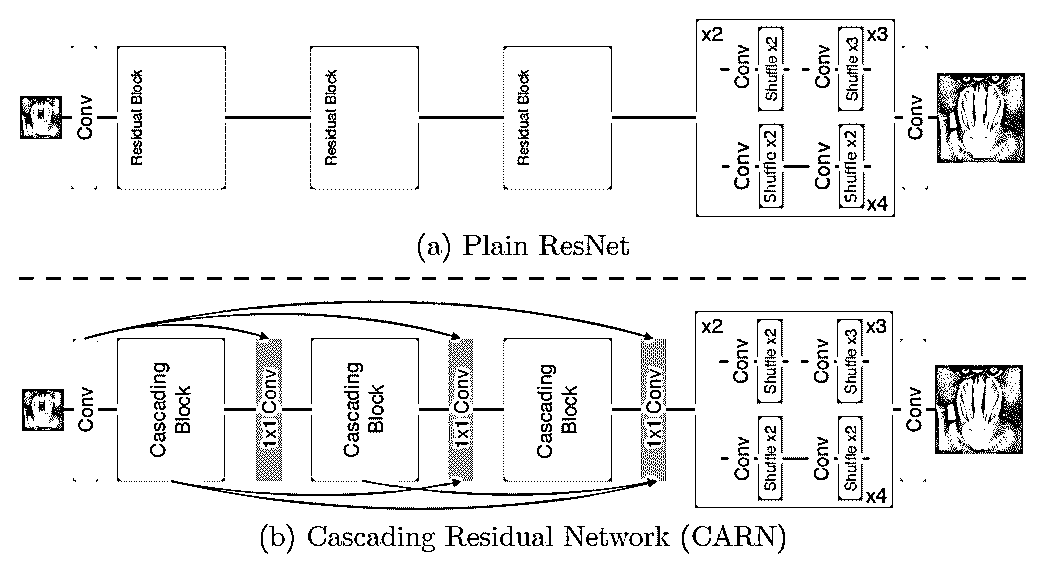 Conv
Residual Block
Residual Block
Residual Block
x2
Conv
Shuffle x2
Conv
Shuffle x3
x3
Conv
Shuffle x2
Conv
Shuffle x2
x4
Conv
(a) Plain ResNet
Conv
Cascading
Block
1x1 Conv
Cascading
Block
1x1 Conv
Cascading
Block
1x1 Conv
x2
Conv
Shuffle x2
Conv
Shuffle x3
x3
Conv
Shuffle x2
Conv
Shuffle x2
x4
Conv
(b) Cascading Residual Network (CARN)